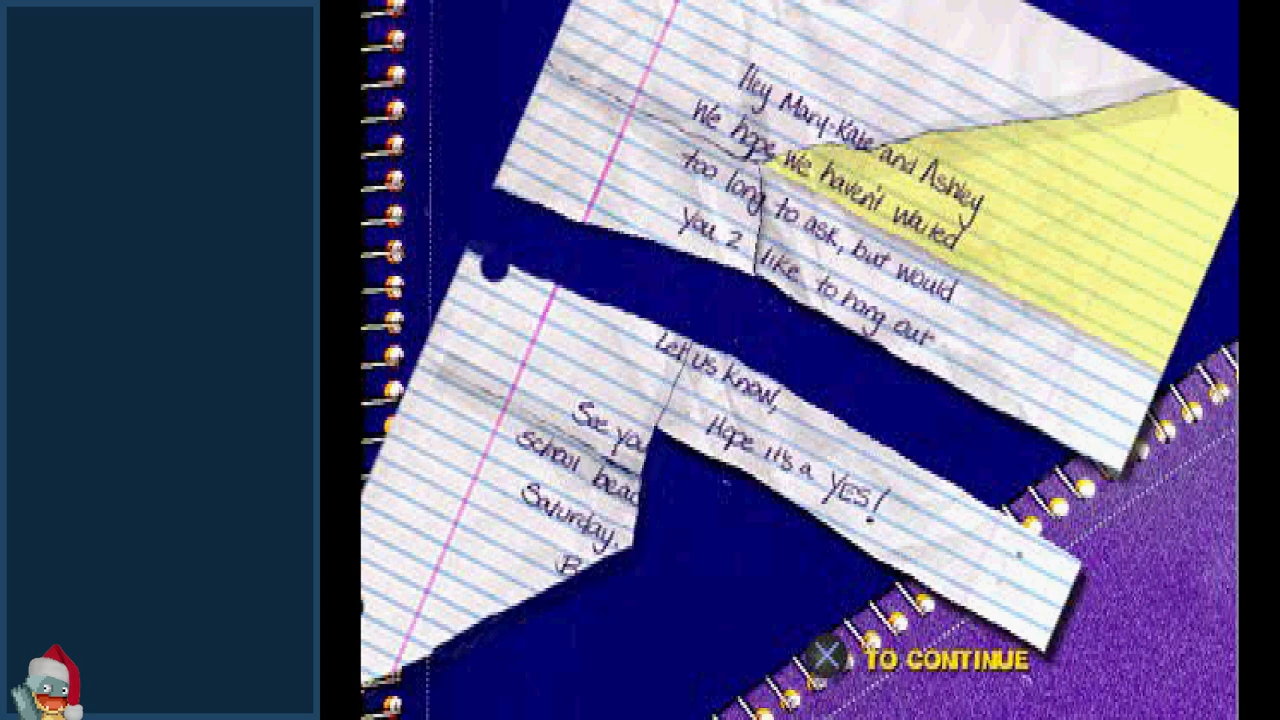 Hey Mary-Kate and Ashley
We hope we haven't waited
too long to ask, but would
you 2 like to hang out
Let us know,
Hope it's a YES!
See you
school beac
Saturday.
B
X TO CONTINUE